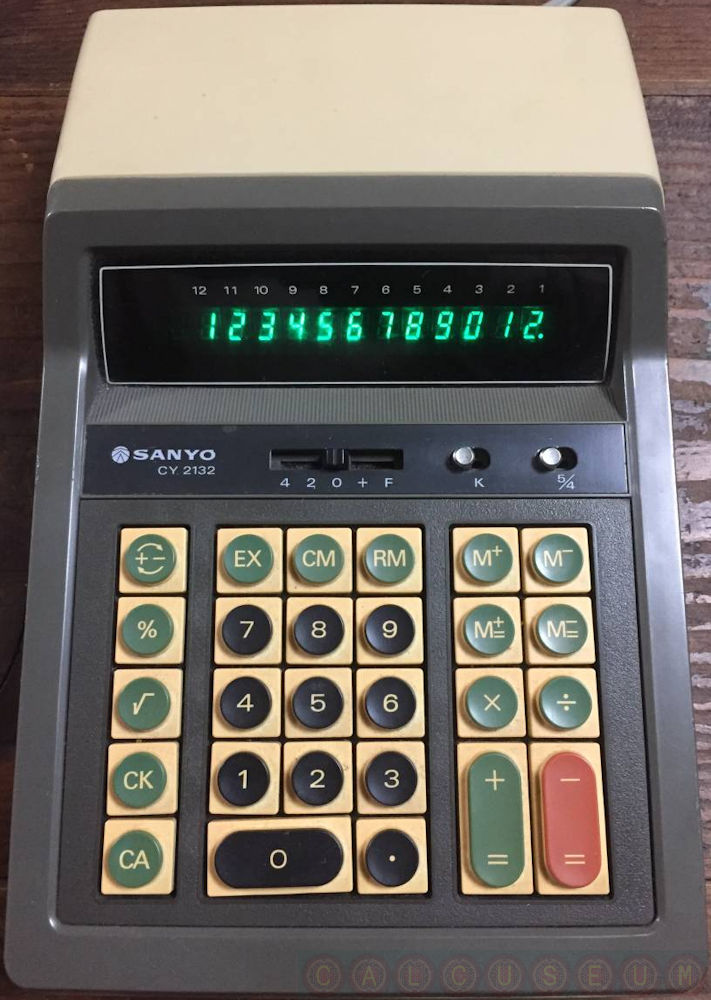 12 11 10 9 8 7 6 5 4 3 2 1
123456789012.
SANYO
CY 2132
4 2 0 + F
K
5/4
+ -
EX CM RM M+ M−
% 7 8 9 M±= M−=
√ 4 5 6 × ÷
CK 1 2 3 + −
CA 0 . = =
CALCUSEUM